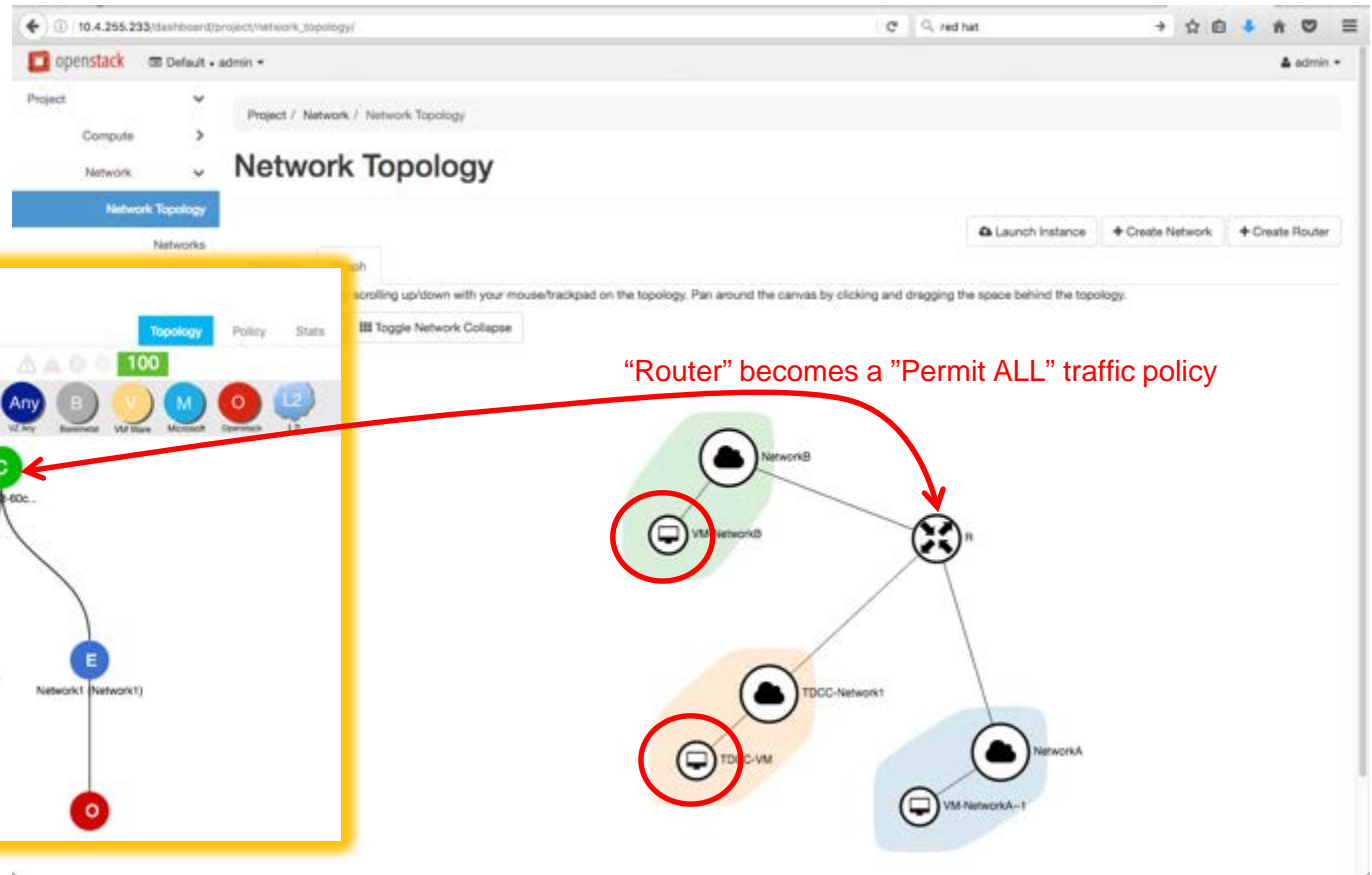 10.4.255.233/dashboard/project/network_topology/
red hat
openstack Default • admin
admin
Project
Compute
Network
Network Topology
Networks
Project / Network / Network Topology
Network Topology
Launch Instance
+ Create Network
+ Create Router
scrolling up/down with your mouse/trackpad on the topology. Pan around the canvas by clicking and dragging the space behind the topology.
Toggle Network Collapse
Topology Policy Stats
100
Any B V M O L2
VZ Any Baremetal VM Ware Microsoft Openstack L2
C
-60c...
E
Network1 (Network1)
O
“Router” becomes a ”Permit ALL” traffic policy
NetworkB
VM-NetworkB
R
TDCC-Network1
TDCC-VM
NetworkA
VM-NetworkA--1